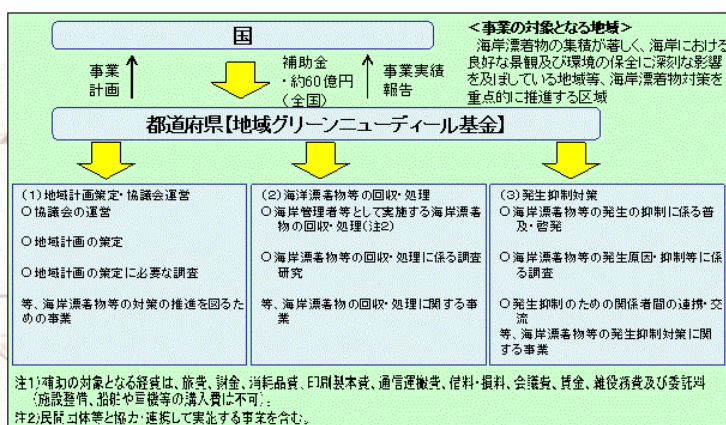 国
＜事業の対象となる地域＞
海岸漂着物の集積が著しく、海岸における
良好な景観及び環境の保全に深刻な影響
を及ぼしている地域等、海岸漂着物対策を
重点的に推進する区域
事業
計画
補助金
・約60億円
（全国）
事業実績
報告
都道府県【地域グリーンニューディール基金】
（1）地域計画策定・協議会運営
○協議会の運営
○地域計画の策定
○地域計画の策定に必要な調査
等、海岸漂着物等の対策の推進を図るた
めの事業
（2）海洋漂着物等の回収・処理
○海岸管理者等として実施する海岸漂着
物の回収・処理（注2）
○海岸漂着物等の回収・処理に係る調査
研究
等、海岸漂着物の回収・処理に関する事
業
（3）発生抑制対策
○海岸漂着物等の発生の抑制に係る普
及・啓発
○海岸漂着物等の発生原因・抑制等に係
る調査
○発生抑制のための関係者間の連携・交
流
等、海岸漂着物等の発生抑制対策に関
する事業
注1）補助の対象となる経費は、旅費、謝金、消耗品費、印刷製本費、通信運搬費、借料・損料、会議費、賃金、雑役務費及び委託料
（施設整備、船舶や重機等の購入費は不可）。
注2）民間団体等と協力・連携して実施する事業を含む。